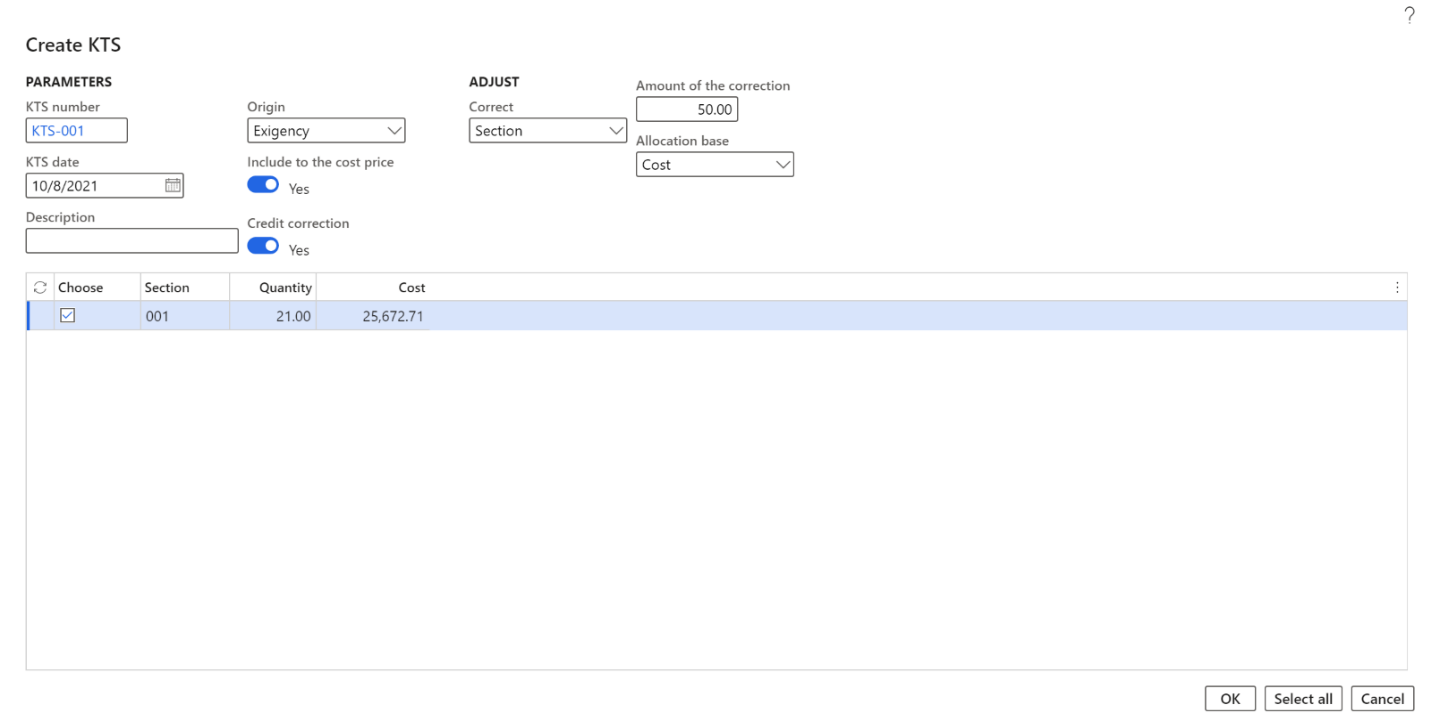 ?
Create KTS
PARAMETERS
KTS number
KTS-001
KTS date
10/8/2021
Description
Origin
Exigency
Include to the cost price
Yes
Credit correction
Yes
ADJUST
Correct
Section
Amount of the correction
50.00
Allocation base
Cost
Choose Section Quantity Cost
001 21.00 25,672.71
OK Select all Cancel